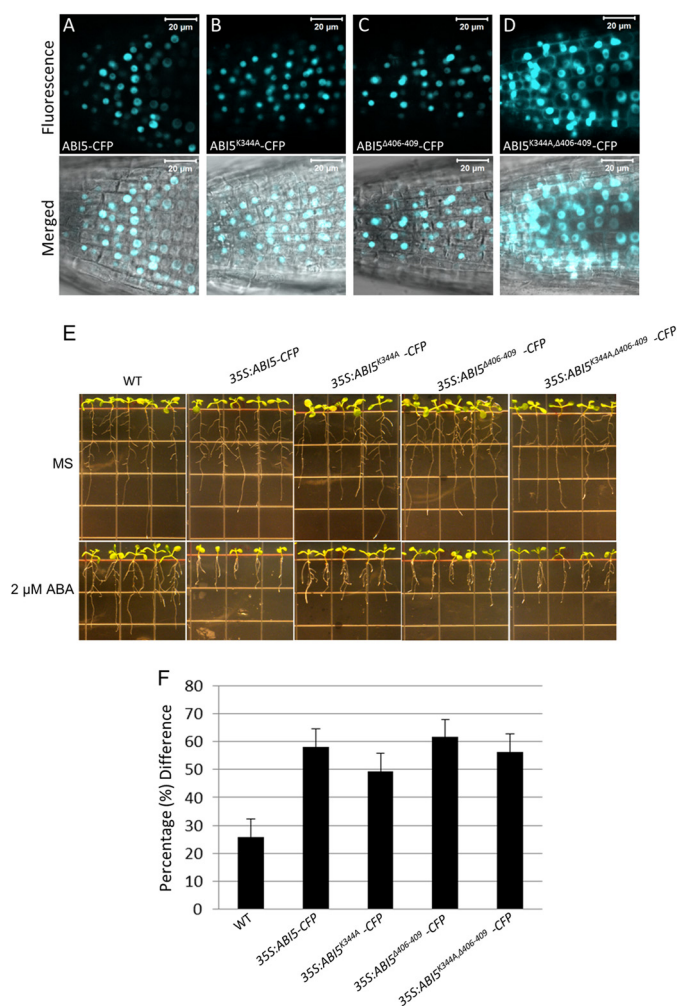 A B C D
20 µm 20 µm 20 µm 20 µm
Fluorescence
ABI5-CFP ABI5K344A-CFP ABI5Δ406-409-CFP ABI5K344A,Δ406-409-CFP
20 µm 20 µm 20 µm 20 µm
Merged
E
WT 35S:ABI5-CFP 35S:ABI5K344A -CFP 35S:ABI5Δ406-409 -CFP 35S:ABI5K344A,Δ406-409 -CFP
MS
2 µM ABA
F
Percentage (%) Difference
80
70
60
50
40
30
20
10
0
WT 35S:ABI5-CFP 35S:ABI5K344A -CFP 35S:ABI5Δ406-409 -CFP 35S:ABI5K344A,Δ406-409 -CFP